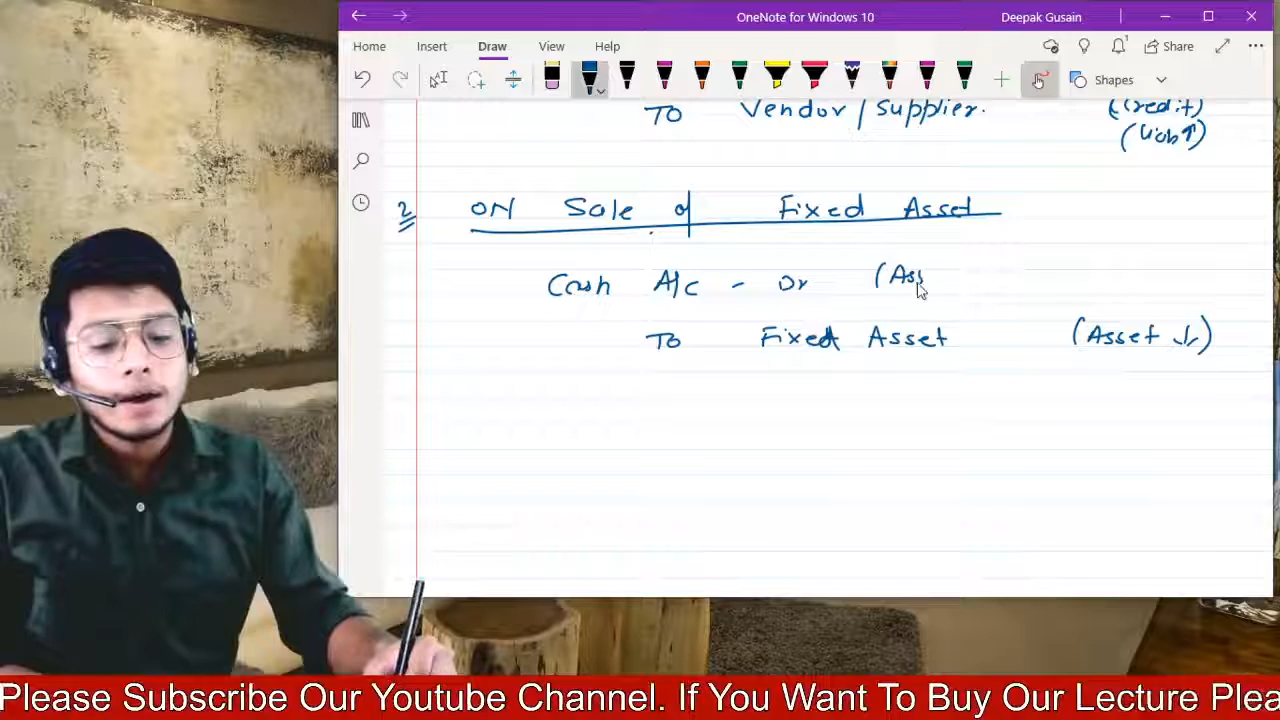 OneNote for Windows 10
Deepak Gusain
Home Insert Draw View Help
Share
Shapes
To Vendor / Supplier. (Credit)
(Liab↑)
2 ON Sale of Fixed Asset
Cash A/c - Dr (Ass
To Fixed Asset (Asset ↓)
Please Subscribe Our Youtube Channel. If You Want To Buy Our Lecture Plea